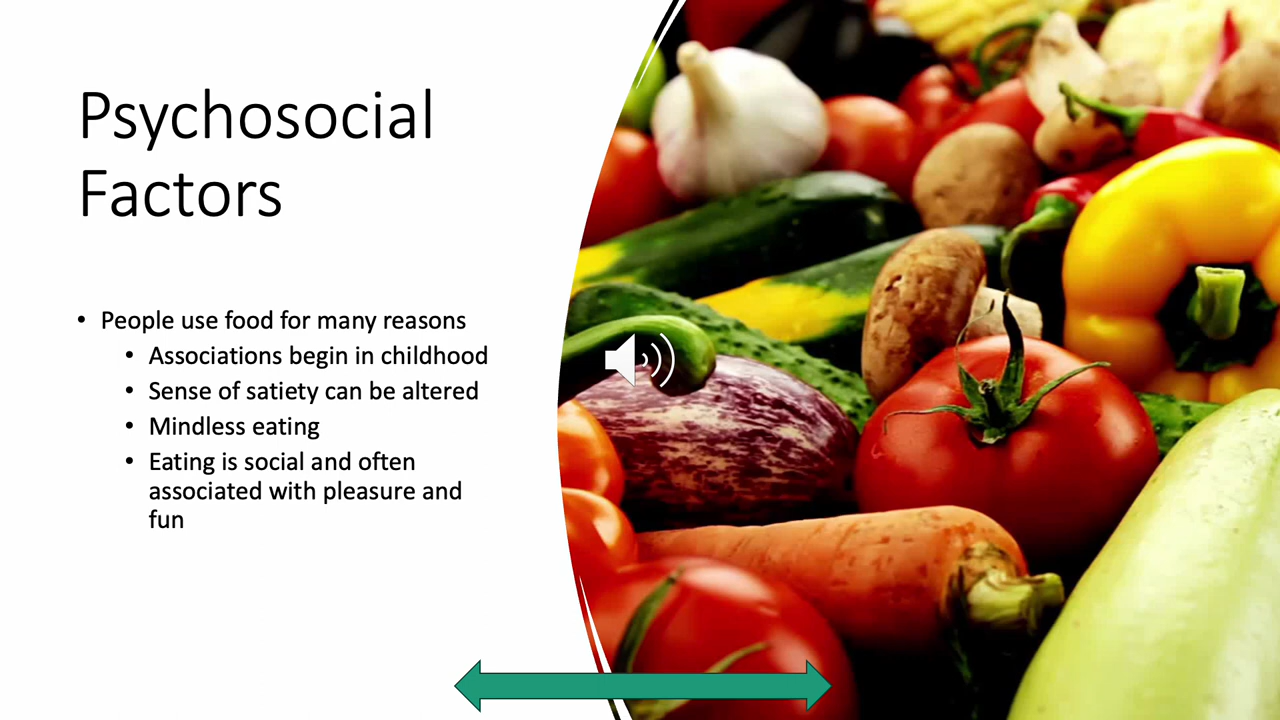 Psychosocial
Factors
• People use food for many reasons
• Associations begin in childhood
• Sense of satiety can be altered
• Mindless eating
• Eating is social and often
associated with pleasure and
fun